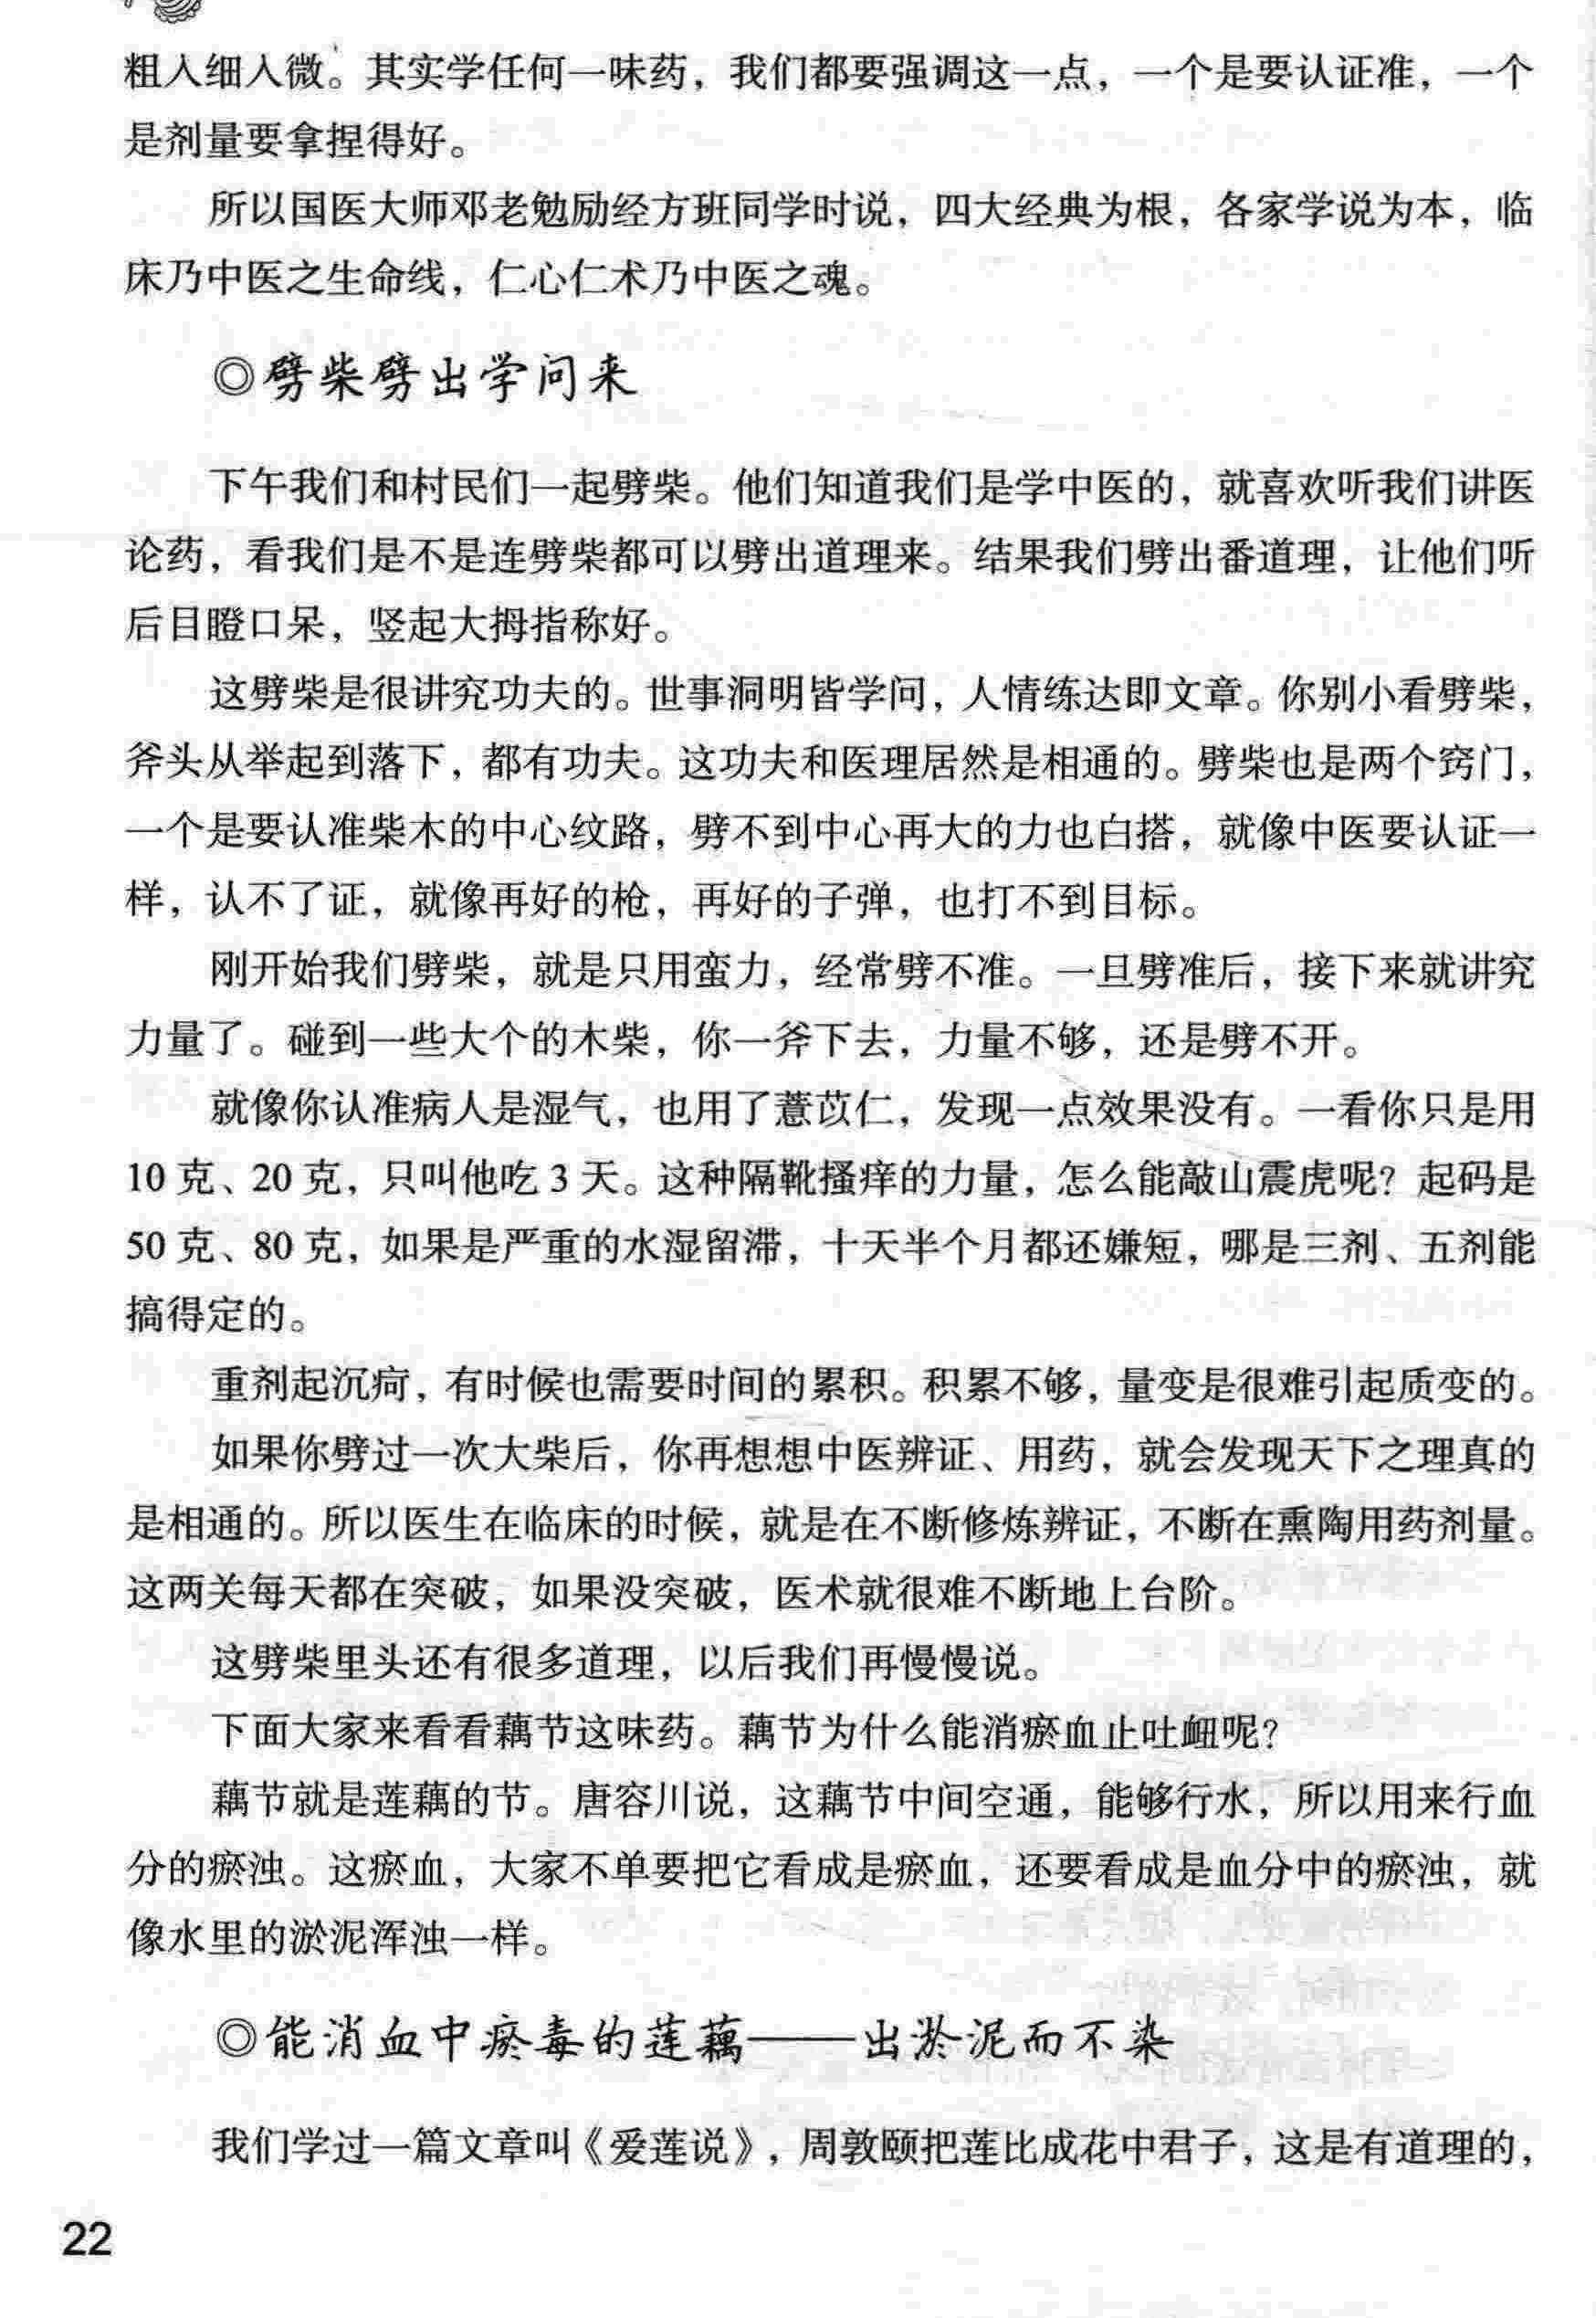 粗入细入微。其实学任何一味药，我们都要强调这一点，一个是要认证准，一个
是剂量要拿捏得好。
所以国医大师邓老勉励经方班同学时说，四大经典为根，各家学说为本，临
床乃中医之生命线，仁心仁术乃中医之魂。
◎劈柴劈出学问来
下午我们和村民们一起劈柴。他们知道我们是学中医的，就喜欢听我们讲医
论药，看我们是不是连劈柴都可以劈出道理来。结果我们劈出番道理，让他们听
后目瞪口呆，竖起大拇指称好。
这劈柴是很讲究功夫的。世事洞明皆学问，人情练达即文章。你别小看劈柴，
斧头从举起到落下，都有功夫。这功夫和医理居然是相通的。劈柴也是两个窍门，
一个是要认准柴木的中心纹路，劈不到中心再大的力也白搭，就像中医要认证一
样，认不了证，就像再好的枪，再好的子弹，也打不到目标。
刚开始我们劈柴，就是只用蛮力，经常劈不准。一旦劈准后，接下来就讲究
力量了。碰到一些大个的木柴，你一斧下去，力量不够，还是劈不开。
就像你认准病人是湿气，也用了薏苡仁，发现一点效果没有。一看你只是用
10 克、20 克，只叫他吃 3 天。这种隔靴搔痒的力量，怎么能敲山震虎呢？起码是
50 克、80 克，如果是严重的水湿留滞，十天半个月都还嫌短，哪是三剂、五剂能
搞得定的。
重剂起沉疴，有时候也需要时间的累积。积累不够，量变是很难引起质变的。
如果你劈过一次大柴后，你再想想中医辨证、用药，就会发现天下之理真的
是相通的。所以医生在临床的时候，就是在不断修炼辨证，不断在熏陶用药剂量。
这两关每天都在突破，如果没突破，医术就很难不断地上台阶。
这劈柴里头还有很多道理，以后我们再慢慢说。
下面大家来看看藕节这味药。藕节为什么能消瘀血止吐衄呢？
藕节就是莲藕的节。唐容川说，这藕节中间空通，能够行水，所以用来行血
分的瘀浊。这瘀血，大家不单要把它看成是瘀血，还要看成是血分中的瘀浊，就
像水里的淤泥浑浊一样。
◎能消血中瘀毒的莲藕——出淤泥而不染
我们学过一篇文章叫《爱莲说》，周敦颐把莲比成花中君子，这是有道理的，
22